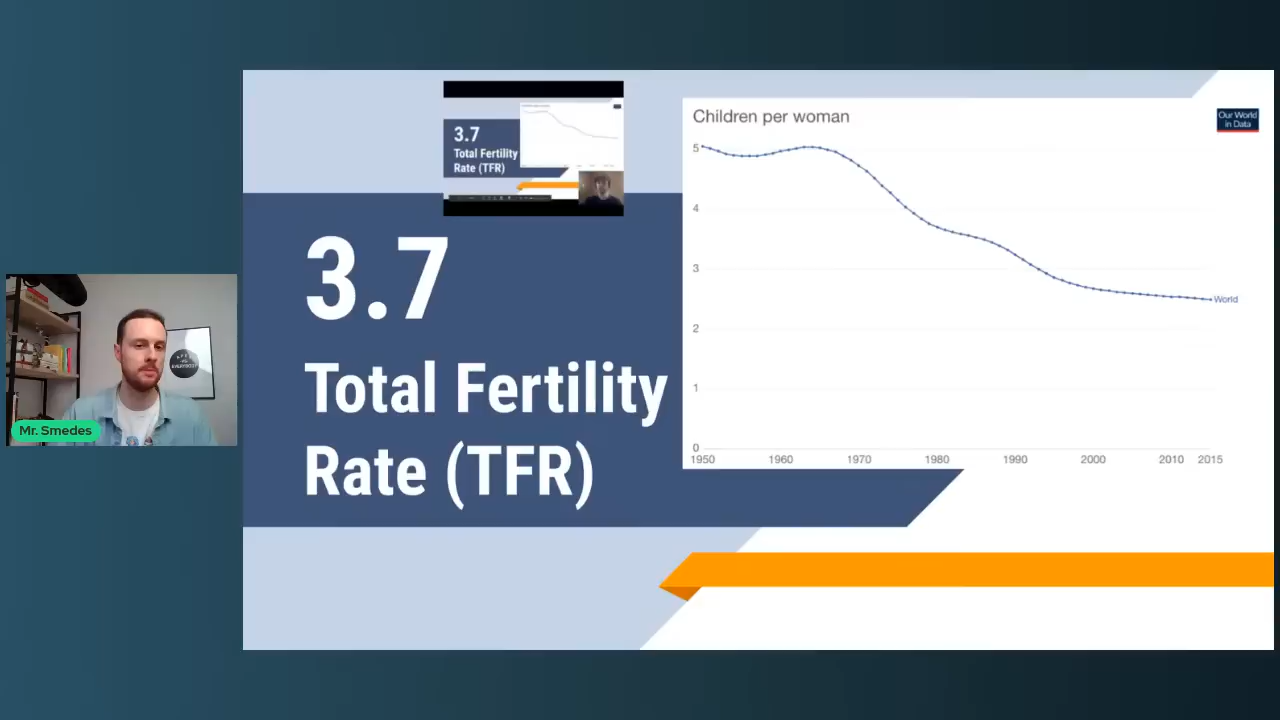 3.7
Total Fertility
Rate (TFR)
3.7
Total Fertility
Rate (TFR)
Children per woman
Our World
in Data
5
4
3
2
1
0
1950
1960
1970
1980
1990
2000
2010
2015
World
Mr. Smedes